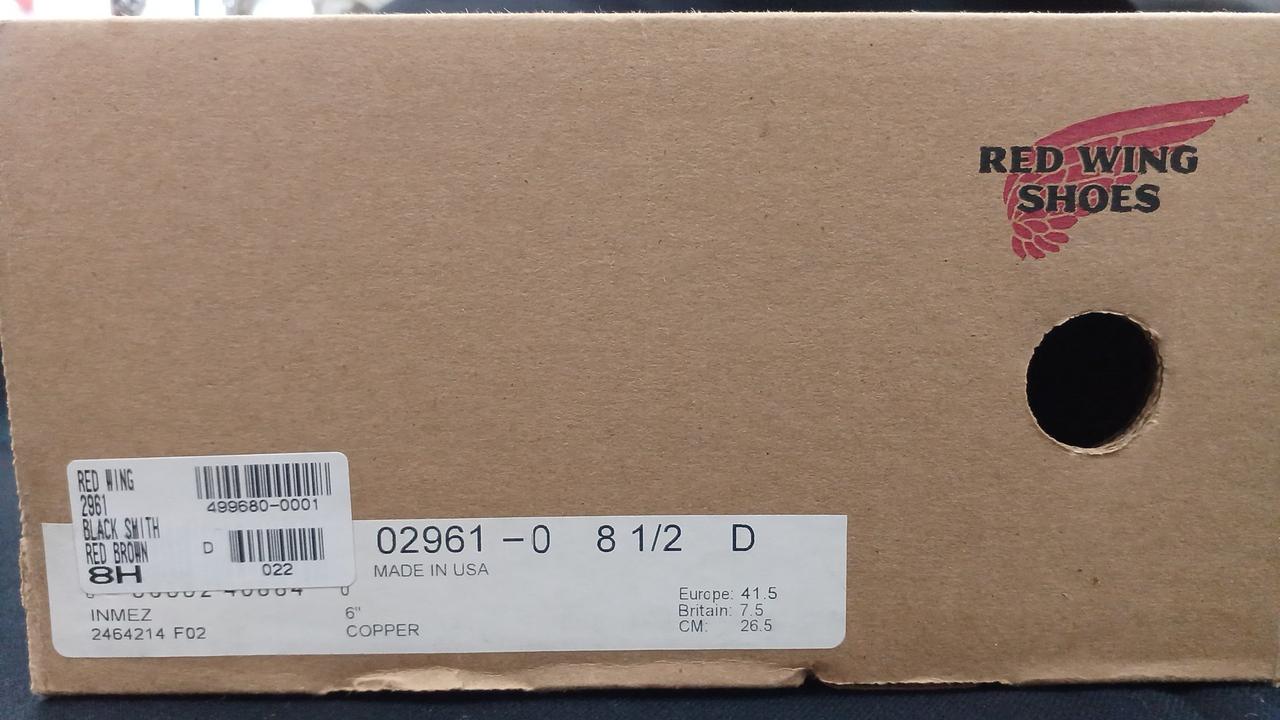 RED WING
SHOES
RED WING
2961
499680-0001
BLACK SMITH
RED BROWN
D
8H
022
02961 -0 8 1/2 D
MADE IN USA
INMEZ
6"
2464214 F02
COPPER
Europe: 41.5
Britain: 7.5
CM: 26.5